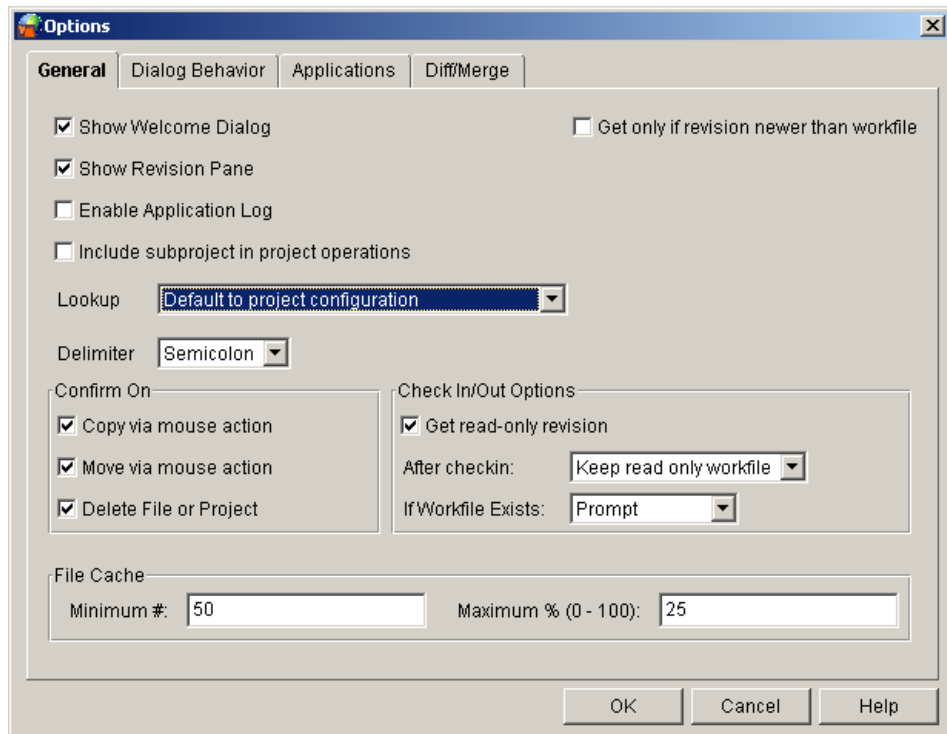 Options
General Dialog Behavior Applications Diff/Merge
Show Welcome Dialog Get only if revision newer than workfile
Show Revision Pane
Enable Application Log
Include subproject in project operations
Lookup Default to project configuration
Delimiter Semicolon
Confirm On Check In/Out Options
Copy via mouse action Get read-only revision
Move via mouse action After checkin: Keep read only workfile
Delete File or Project If Workfile Exists: Prompt
File Cache
Minimum #: 50 Maximum % (0 - 100): 25
OK Cancel Help